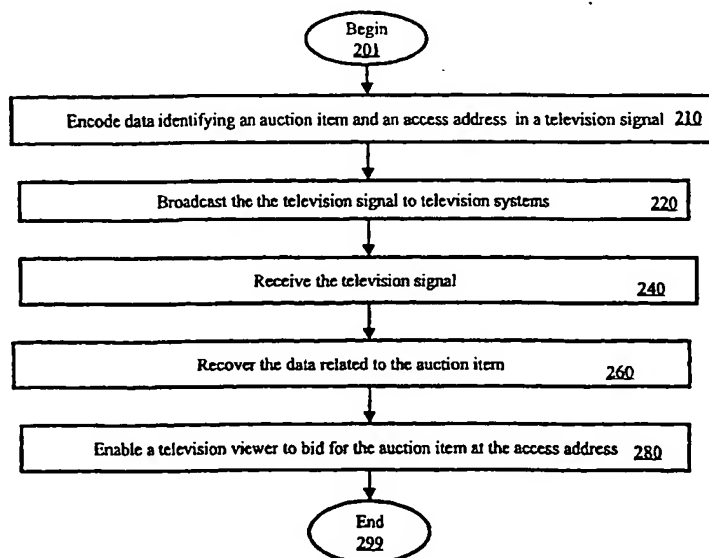 Begin
201
Encode data identifying an auction item and an access address in a television signal 210
Broadcast the the television signal to television systems 220
Receive the television signal 240
Recover the data related to the auction item 260
Enable a television viewer to bid for the auction item at the access address 280
End
299